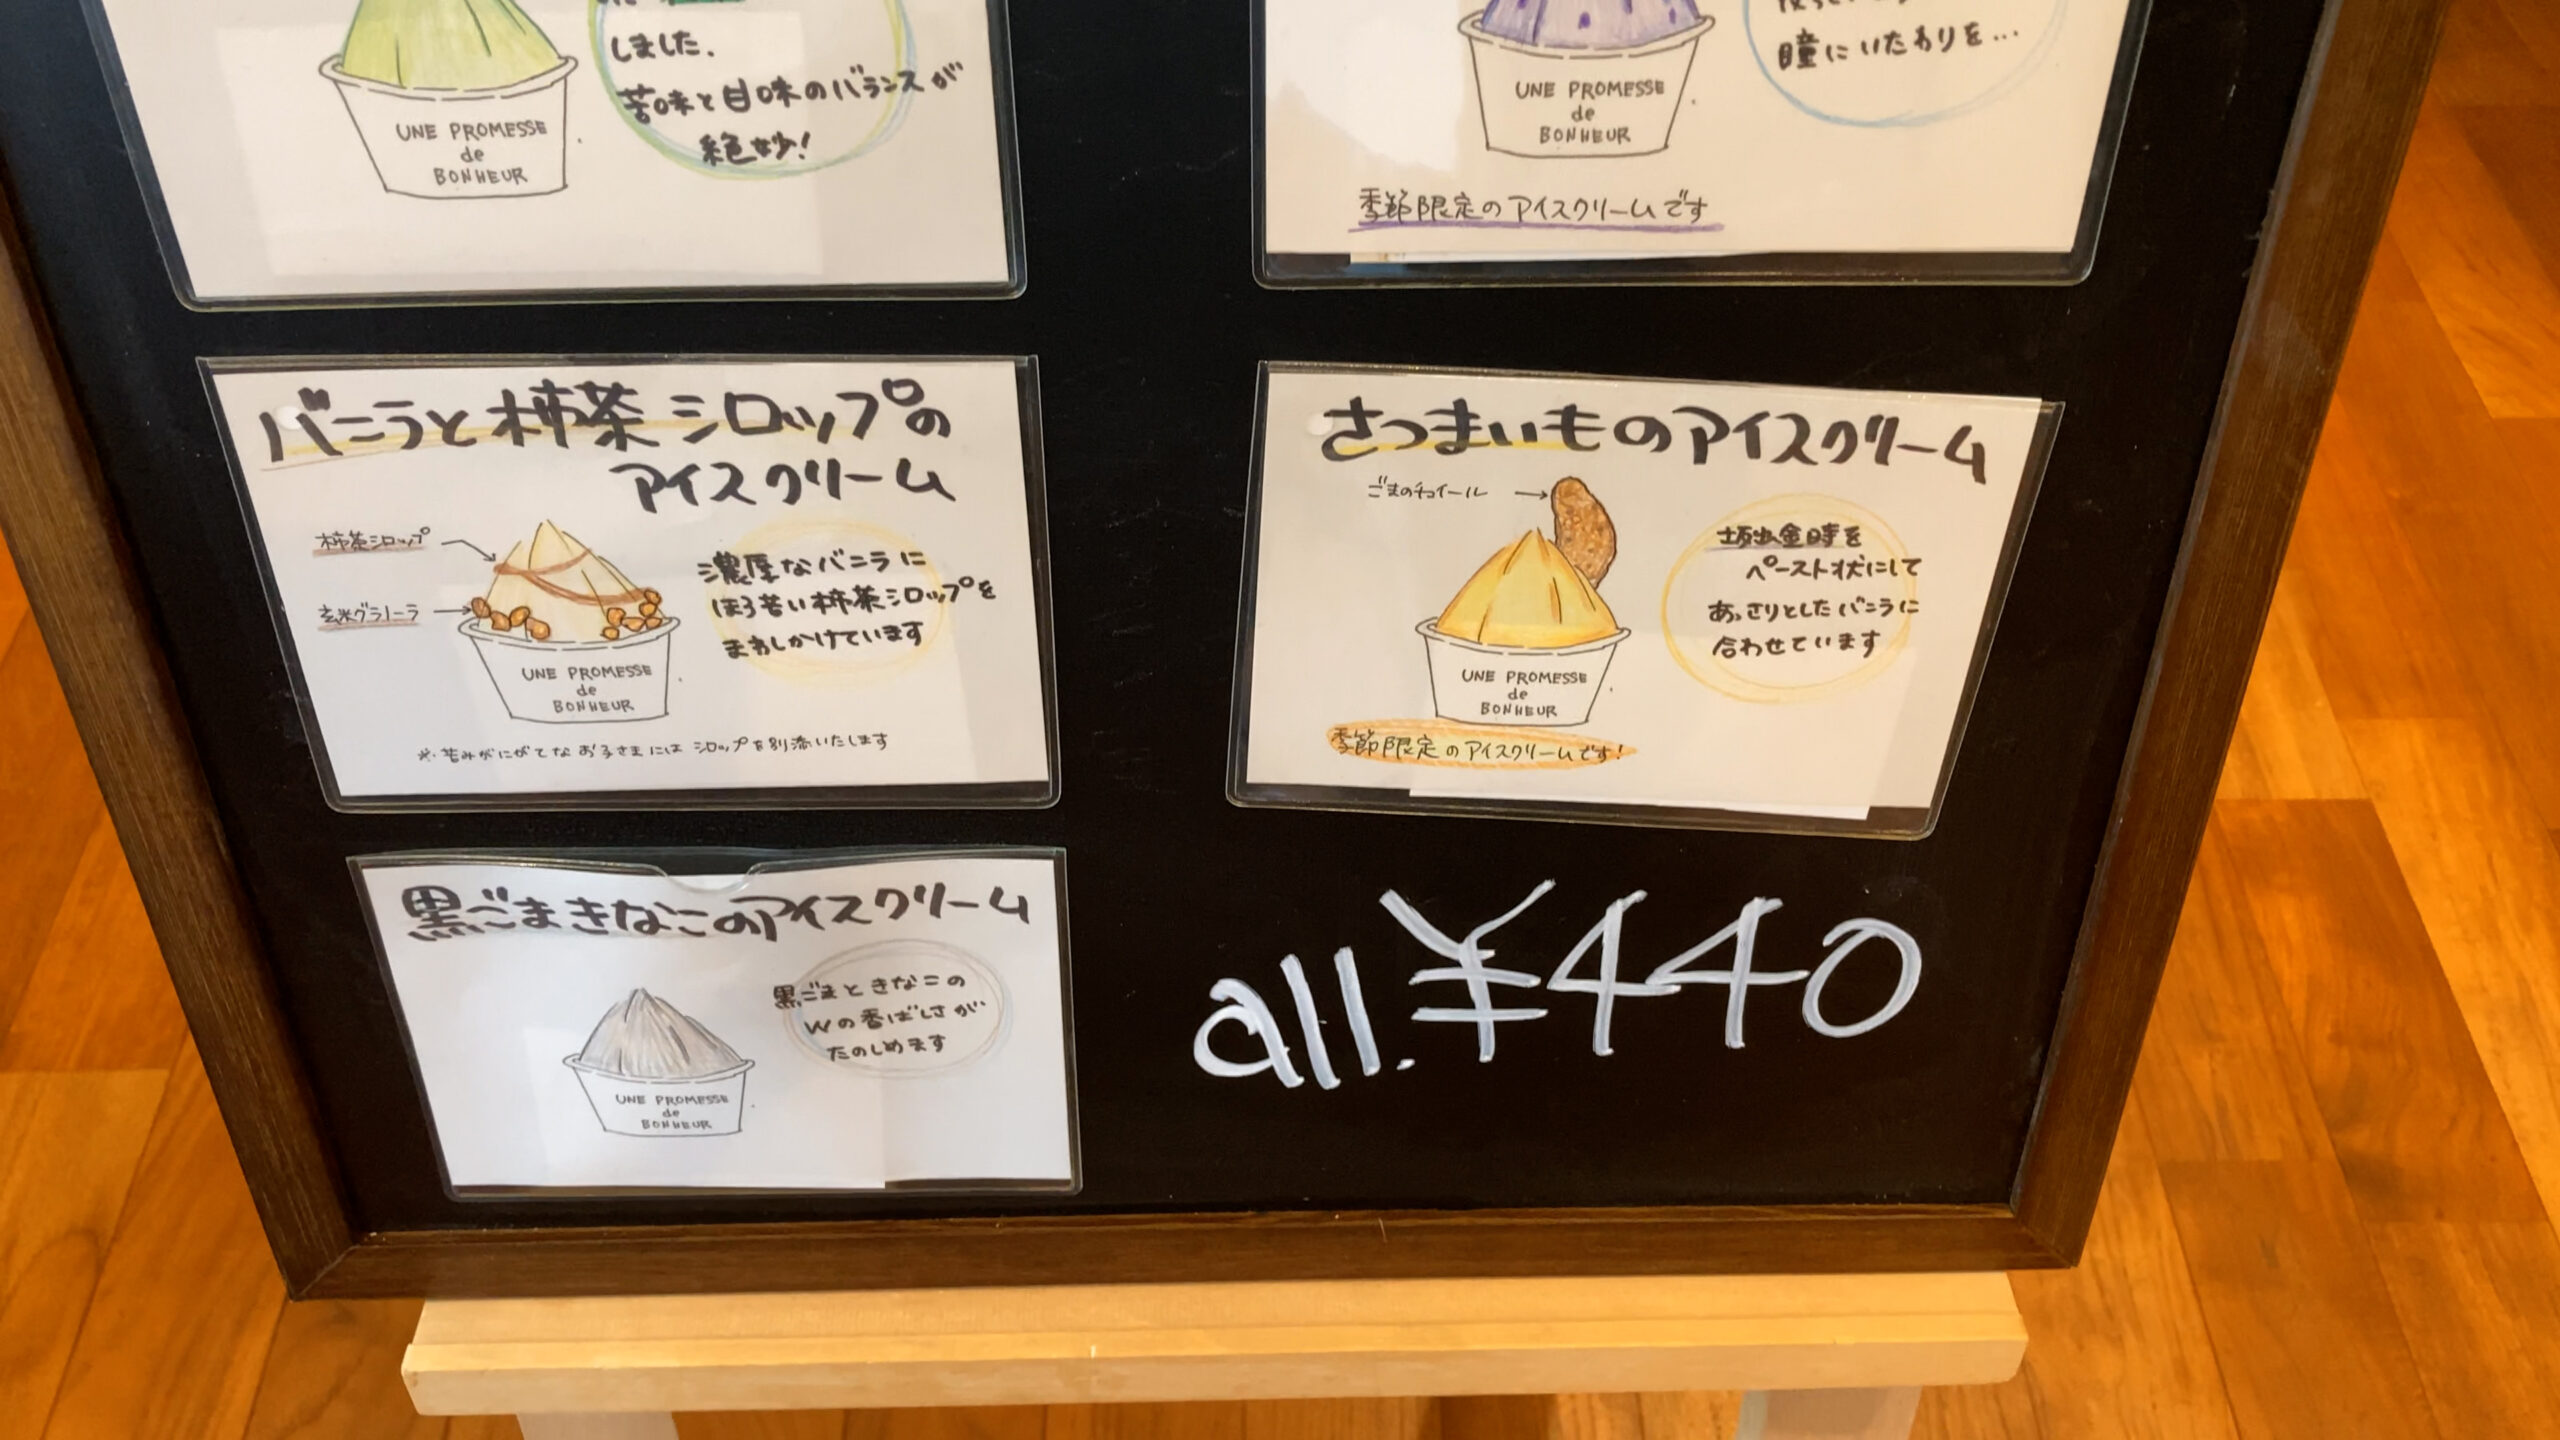 しました.
苦味と甘味のバランスが
絶妙!
UNE PROMESSE
de
BONHEUR
瞳にいたわりを…
UNE PROMESSE
de
BONHEUR
季節限定のアイスクリームです
バニラと柿茶シロップの
アイスクリーム
柿茶シロップ
玄米グラノーラ
濃厚なバニラに
ほろ苦い柿茶シロップを
まわしかけています
UNE PROMESSE
de
BONHEUR
※苦みがにがてなお子さまにはシロップを別添いたします
さつまいものアイスクリーム
ごまのチュイール
坂出金時を
ペースト状にして
あっさりとしたバニラに
合わせています
UNE PROMESSE
de
BONHEUR
季節限定のアイスクリームです!
黒ごまきなこのアイスクリーム
黒ごまときなこの
Wの香ばしさが
たのしめます
UNE PROMESSE
de
BONHEUR
all.¥440